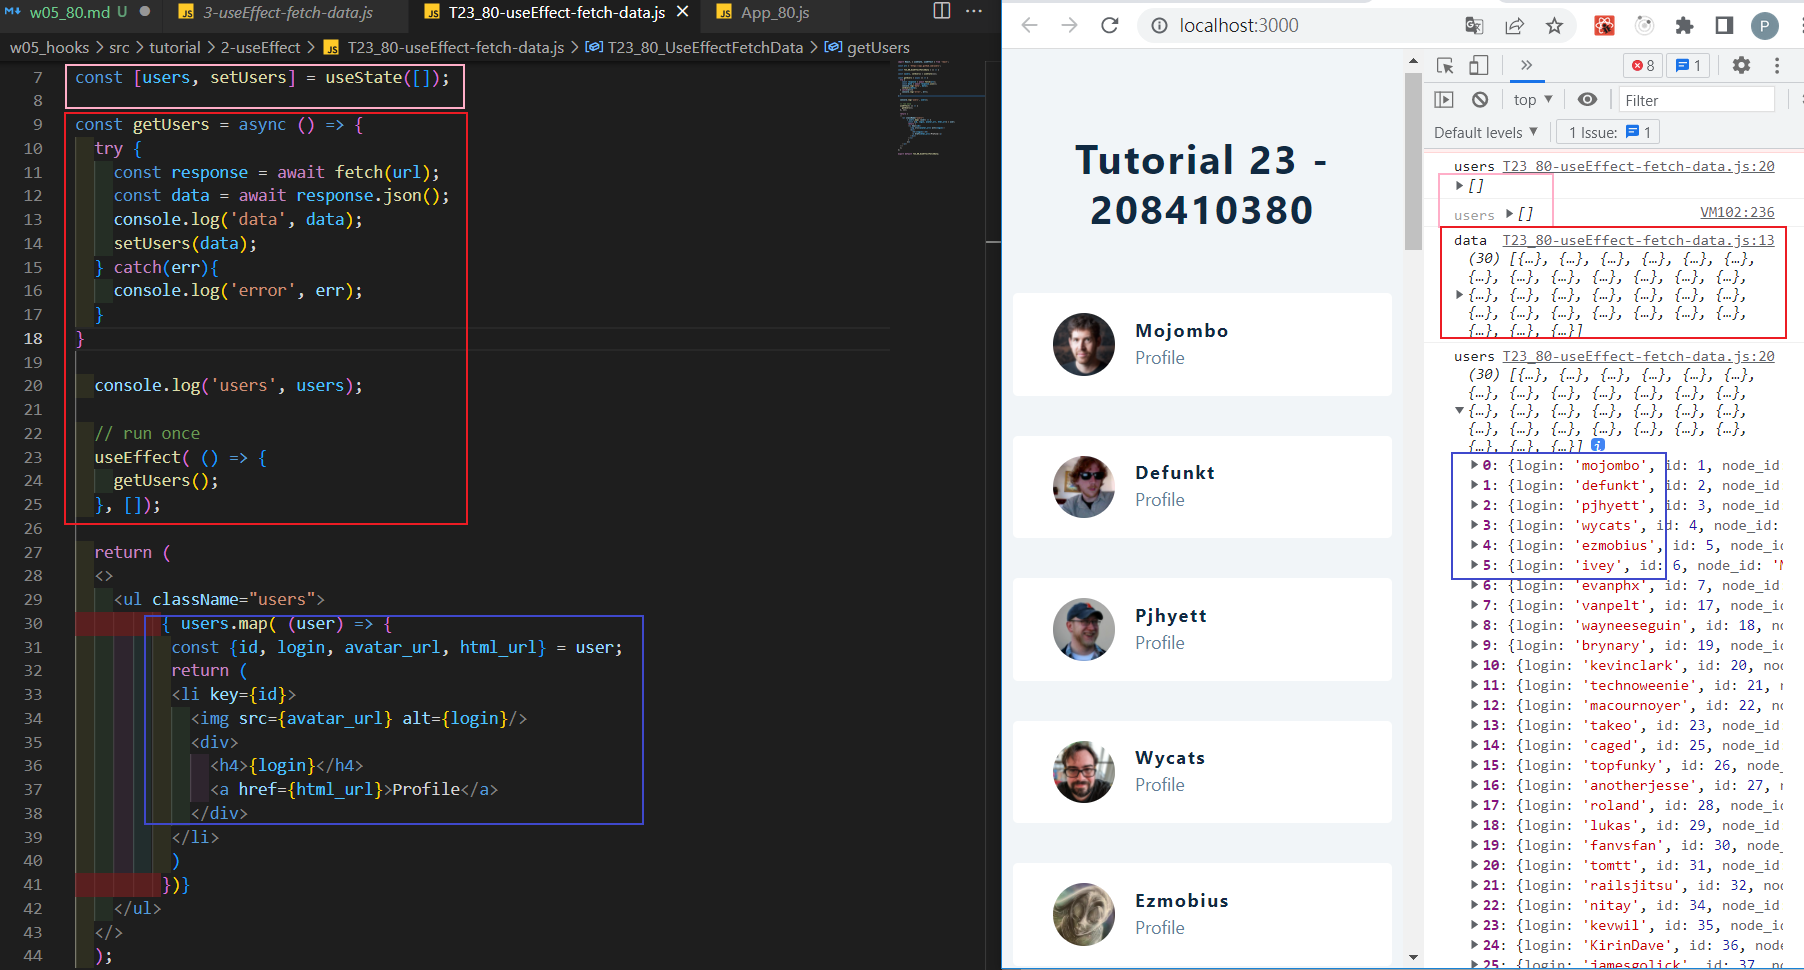 w05_80.md U
3-useEffect-fetch-data.js
T23_80-useEffect-fetch-data.js
App_80.js
w05_hooks > src > tutorial > 2-useEffect > T23_80-useEffect-fetch-data.js > T23_80_UseEffectFetchData > getUsers
7 const [users, setUsers] = useState([]);
8
9 const getUsers = async () => {
10 try {
11 const response = await fetch(url);
12 const data = await response.json();
13 console.log('data', data);
14 setUsers(data);
15 } catch(err){
16 console.log('error', err);
17 }
18 }
19
20 console.log('users', users);
21
22 // run once
23 useEffect( () => {
24 getUsers();
25 }, []);
26
27 return (
28 <>
29 <ul className="users">
30 { users.map( (user) => {
31 const {id, login, avatar_url, html_url} = user;
32 return (
33 <li key={id}>
34 <img src={avatar_url} alt={login}/>
35 <div>
36 <h4>{login}</h4>
37 <a href={html_url}>Profile</a>
38 </div>
39 </li>
40 )
41 })}
42 </ul>
43 </>
44 );
localhost:3000
P
Tutorial 23 -
208410380
Mojombo
Profile
Defunkt
Profile
Pjhyett
Profile
Wycats
Profile
Ezmobius
Profile
8 1
top Filter
Default levels 1 Issue: 1
users T23_80-useEffect-fetch-data.js:20
[]
users [] VM102:236
data T23_80-useEffect-fetch-data.js:13
(30) [{…}, {…}, {…}, {…}, {…}, {…},
{…}, {…}, {…}, {…}, {…}, {…}, {…},
{…}, {…}, {…}, {…}, {…}, {…}, {…},
{…}, {…}, {…}, {…}, {…}, {…}, {…},
{…}, {…}, {…}]
users T23_80-useEffect-fetch-data.js:20
(30) [{…}, {…}, {…}, {…}, {…}, {…},
{…}, {…}, {…}, {…}, {…}, {…}, {…},
{…}, {…}, {…}, {…}, {…}, {…}, {…},
{…}, {…}, {…}, {…}, {…}, {…}, {…},
{…}, {…}, {…}]
0: {login: 'mojombo', id: 1, node_id
1: {login: 'defunkt', id: 2, node_id
2: {login: 'pjhyett', id: 3, node_id
3: {login: 'wycats', id: 4, node_id:
4: {login: 'ezmobius', id: 5, node_id
5: {login: 'ivey', id: 6, node_id: 'M
6: {login: 'evanphx', id: 7, node_id
7: {login: 'vanpelt', id: 17, node_id
8: {login: 'wayneeseguin', id: 18, no
9: {login: 'brynary', id: 19, node_id
10: {login: 'kevinclark', id: 20, nod
11: {login: 'technoweenie', id: 21, n
12: {login: 'macournoyer', id: 22, no
13: {login: 'takeo', id: 23, node_id
14: {login: 'caged', id: 25, node_id
15: {login: 'topfunky', id: 26, node_
16: {login: 'anotherjesse', id: 27, n
17: {login: 'roland', id: 28, node_id
18: {login: 'lukas', id: 29, node_id
19: {login: 'fanvsfan', id: 30, node_
20: {login: 'tomtt', id: 31, node_id
21: {login: 'railsjitsu', id: 32, nod
22: {login: 'nitay', id: 34, node_id
23: {login: 'kevwil', id: 35, node_id
24: {login: 'KirinDave', id: 36, node
25: {login: 'jamesgolick', id: 37, nod